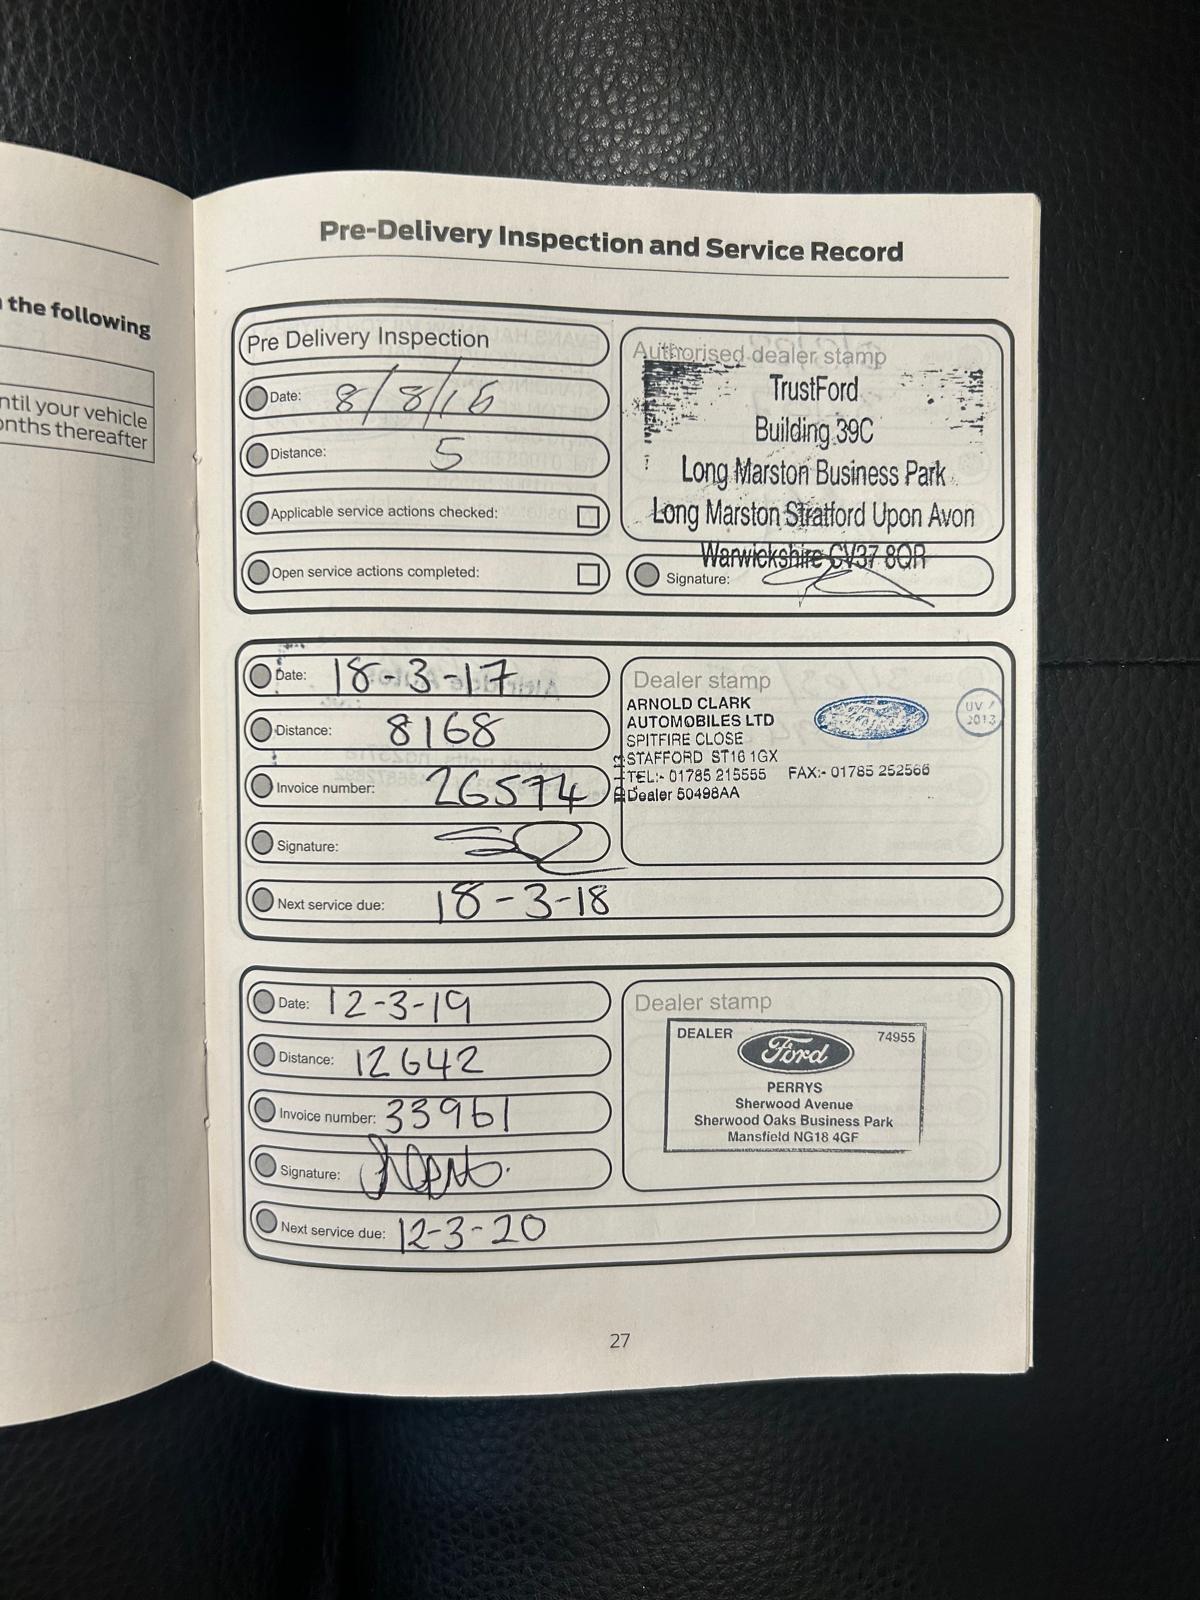 the following
ntil your vehicle
onths thereafter
Pre-Delivery Inspection and Service Record
Pre Delivery Inspection
Date: 8/8/16
Distance: 5
Applicable service actions checked:
Open service actions completed:
Authorised dealer stamp
TrustFord
Building 39C
Long Marston Business Park
Long Marston Stratford Upon Avon
Warwickshire CV37 8QR
Signature:
Date: 18-3-17
Distance: 8168
Invoice number: 26574
Signature:
Next service due: 18-3-18
Dealer stamp
ARNOLD CLARK
AUTOMOBILES LTD
SPITFIRE CLOSE
STAFFORD ST16 1GX
TEL:- 01785 215555 FAX:- 01785 252566
Dealer 50498AA
Ford
UV /
2013
Date: 12-3-19
Distance: 12642
Invoice number: 33961
Signature:
Next service due: 12-3-20
Dealer stamp
DEALER Ford 74955
PERRYS
Sherwood Avenue
Sherwood Oaks Business Park
Mansfield NG18 4GF
27